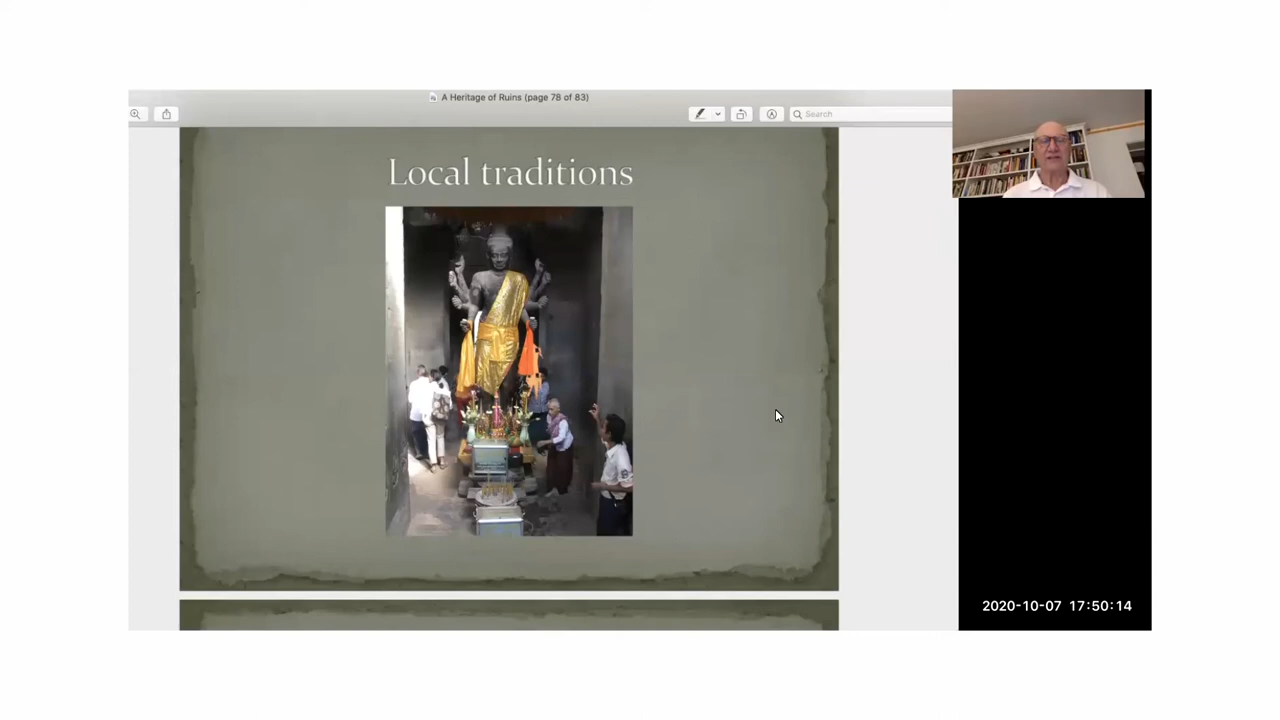 A Heritage of Ruins (page 78 of 83)
Search
Local traditions
2020-10-07 17:50:14